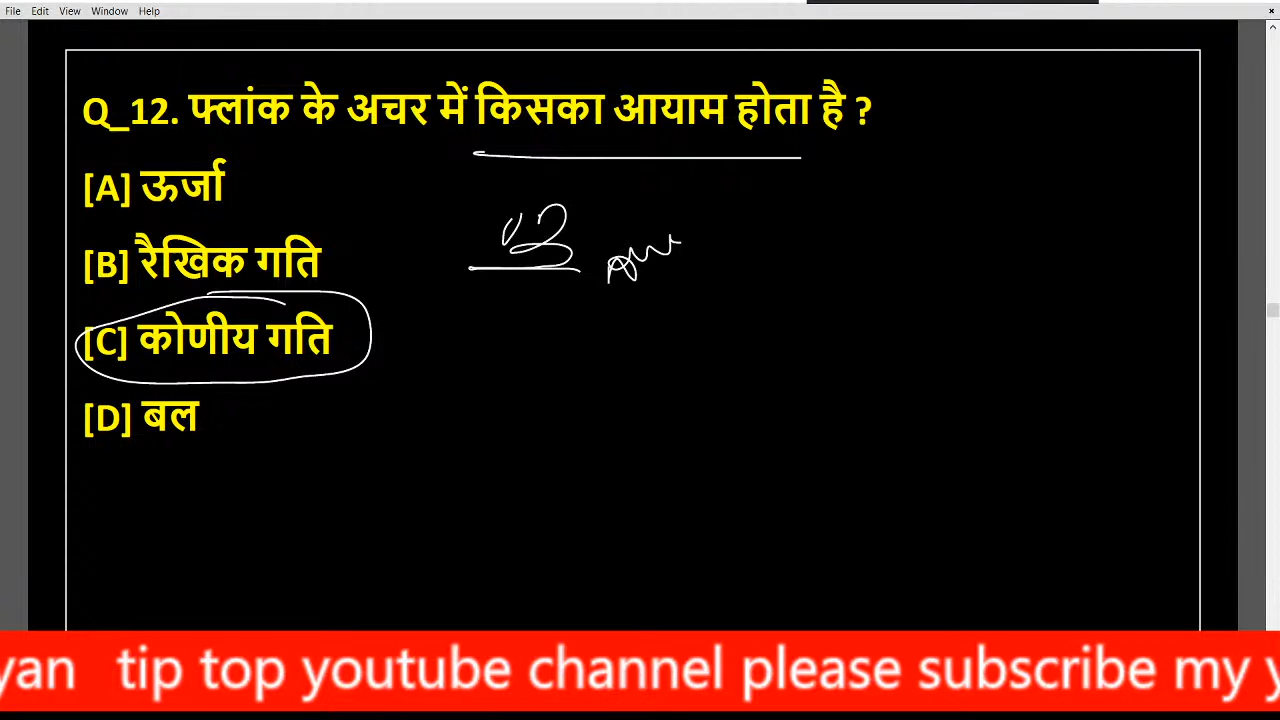 File Edit View Window Help
Q_12. फ्लांक के अचर में किसका आयाम होता है ?
[A] ऊर्जा
[B] रैखिक गति
[C] कोणीय गति
[D] बल
yan tip top youtube channel please subscribe my y